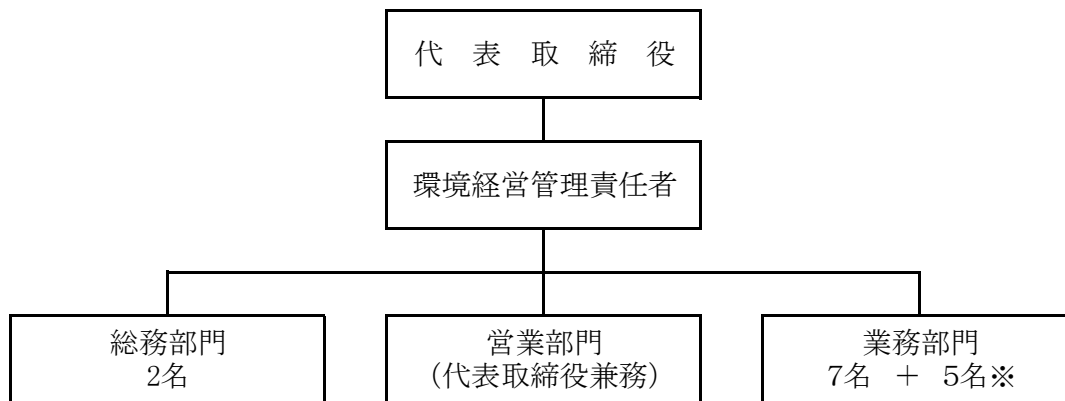 代 表 取 締 役
環境経営管理責任者
総務部門
2名
営業部門
(代表取締役兼務)
業務部門
7名 + 5名※